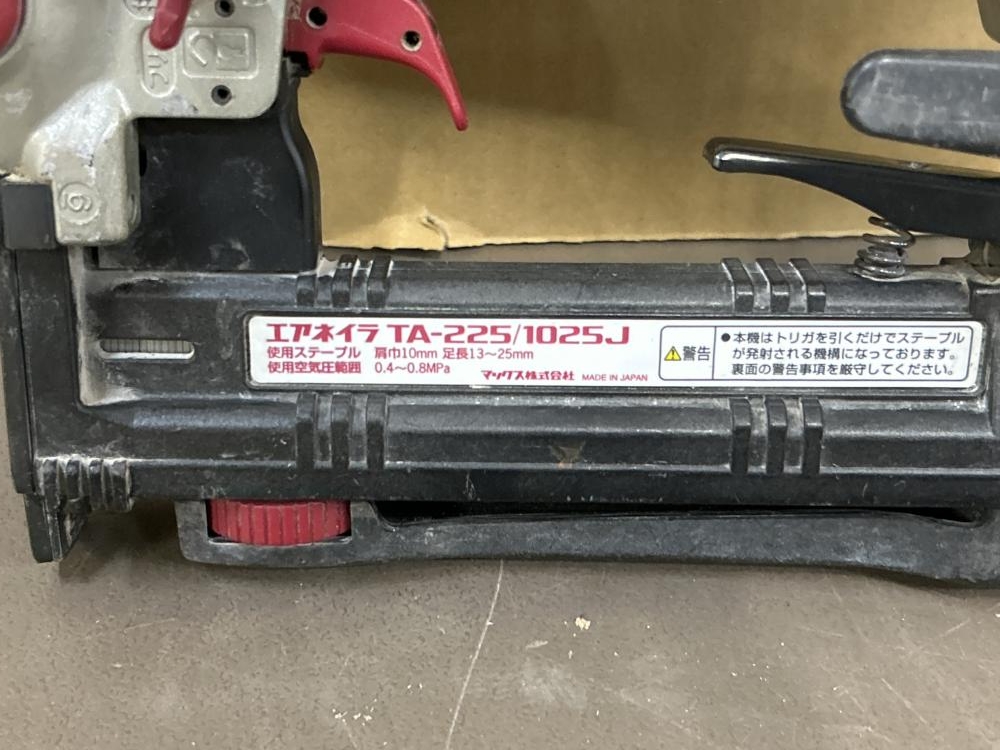 エアネイラ TA-225/1025J
使用ステープル 肩巾10mm 足長13〜25mm
使用空気圧範囲 0.4〜0.8MPa
マックス株式会社 MADE IN JAPAN
⚠警告
●本機はトリガを引くだけでステープル
が発射される機構になっております。
裏面の警告事項を厳守してください。